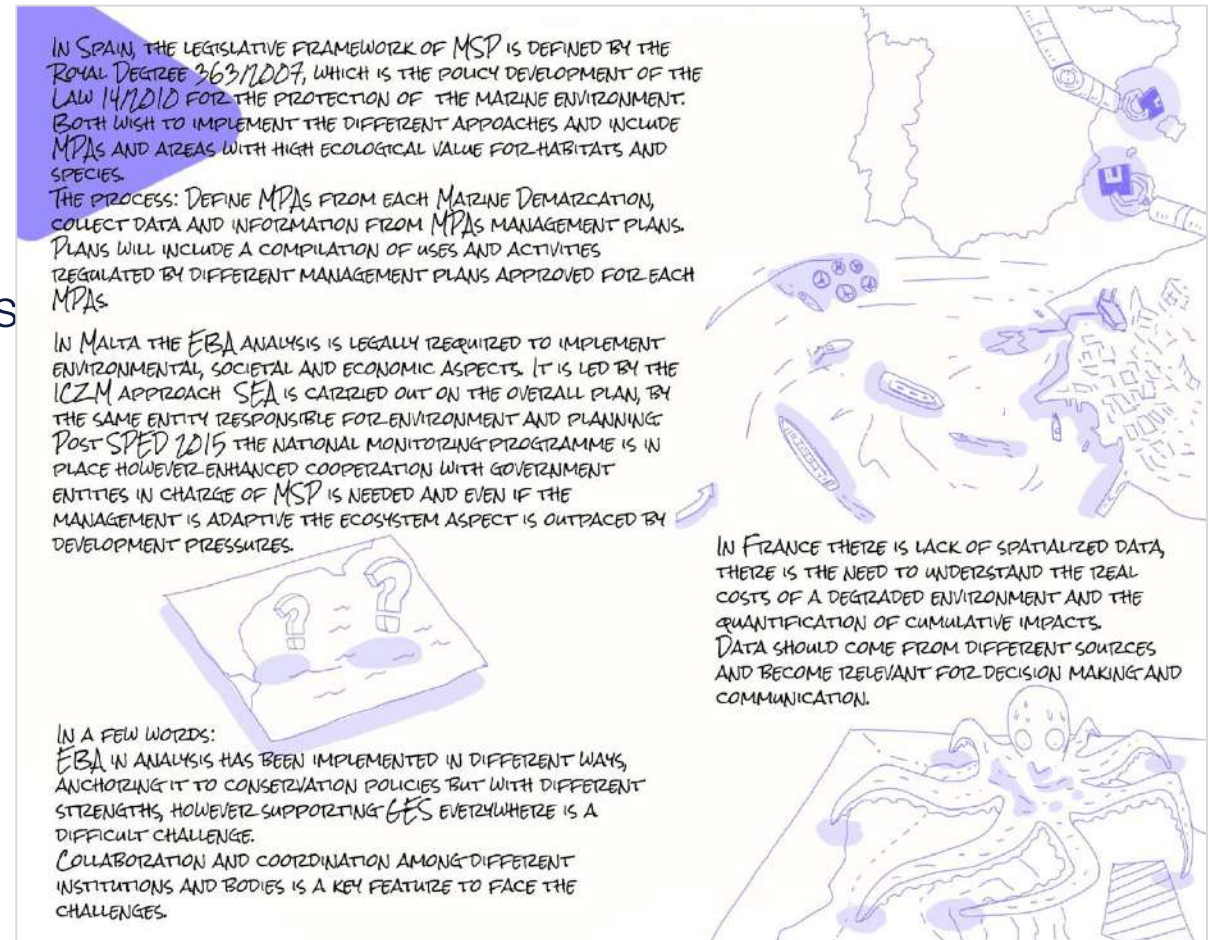 IN SPAIN, THE LEGISLATIVE FRAMEWORK OF MSP IS DEFINED BY THE
ROYAL DEGREE 363/2007, WHICH IS THE POLICY DEVELOPMENT OF THE
LAW 14/2010 FOR THE PROTECTION OF THE MARINE ENVIRONMENT.
BOTH WISH TO IMPLEMENT THE DIFFERENT APPOACHES AND INCLUDE
MPAS AND AREAS WITH HIGH ECOLOGICAL VALUE FOR HABITATS AND
SPECIES.
THE PROCESS: DEFINE MPAS FROM EACH MARINE DEMARCATION,
COLLECT DATA AND INFORMATION FROM MPAS MANAGEMENT PLANS.
PLANS WILL INCLUDE A COMPILATION OF USES AND ACTIVITIES
REGULATED BY DIFFERENT MANAGEMENT PLANS APPROVED FOR EACH
MPAS
S
IN MALTA THE EBA ANALYSIS IS LEGALLY REQUIRED TO IMPLEMENT
ENVIRONMENTAL, SOCIETAL AND ECONOMIC ASPECTS. IT IS LED BY THE
ICZM APPROACH SEA IS CARRIED OUT ON THE OVERALL PLAN, BY
THE SAME ENTITY RESPONSIBLE FOR ENVIRONMENT AND PLANNING
POST SPED 2015 THE NATIONAL MONITORING PROGRAMME IS IN
PLACE HOWEVER ENHANCED COOPERATION WITH GOVERNMENT
ENTITIES IN CHARGE OF MSP IS NEEDED AND EVEN IF THE
MANAGEMENT IS ADAPTIVE THE ECOSYSTEM ASPECT IS OUTPACED BY
DEVELOPMENT PRESSURES.
IN FRANCE THERE IS LACK OF SPATIALIZED DATA,
THERE IS THE NEED TO UNDERSTAND THE REAL
COSTS OF A DEGRADED ENVIRONMENT AND THE
QUANTIFICATION OF CUMULATIVE IMPACTS.
DATA SHOULD COME FROM DIFFERENT SOURCES
AND BECOME RELEVANT FOR DECISION MAKING AND
COMMUNICATION.
? ?
IN A FEW WORDS:
EBA IN ANALYSIS HAS BEEN IMPLEMENTED IN DIFFERENT WAYS,
ANCHORING IT TO CONSERVATION POLICIES BUT WITH DIFFERENT
STRENGTHS, HOWEVER SUPPORTING GES EVERYWHERE IS A
DIFFICULT CHALLENGE.
COLLABORATION AND COORDINATION AMONG DIFFERENT
INSTITUTIONS AND BODIES IS A KEY FEATURE TO FACE THE
CHALLENGES.